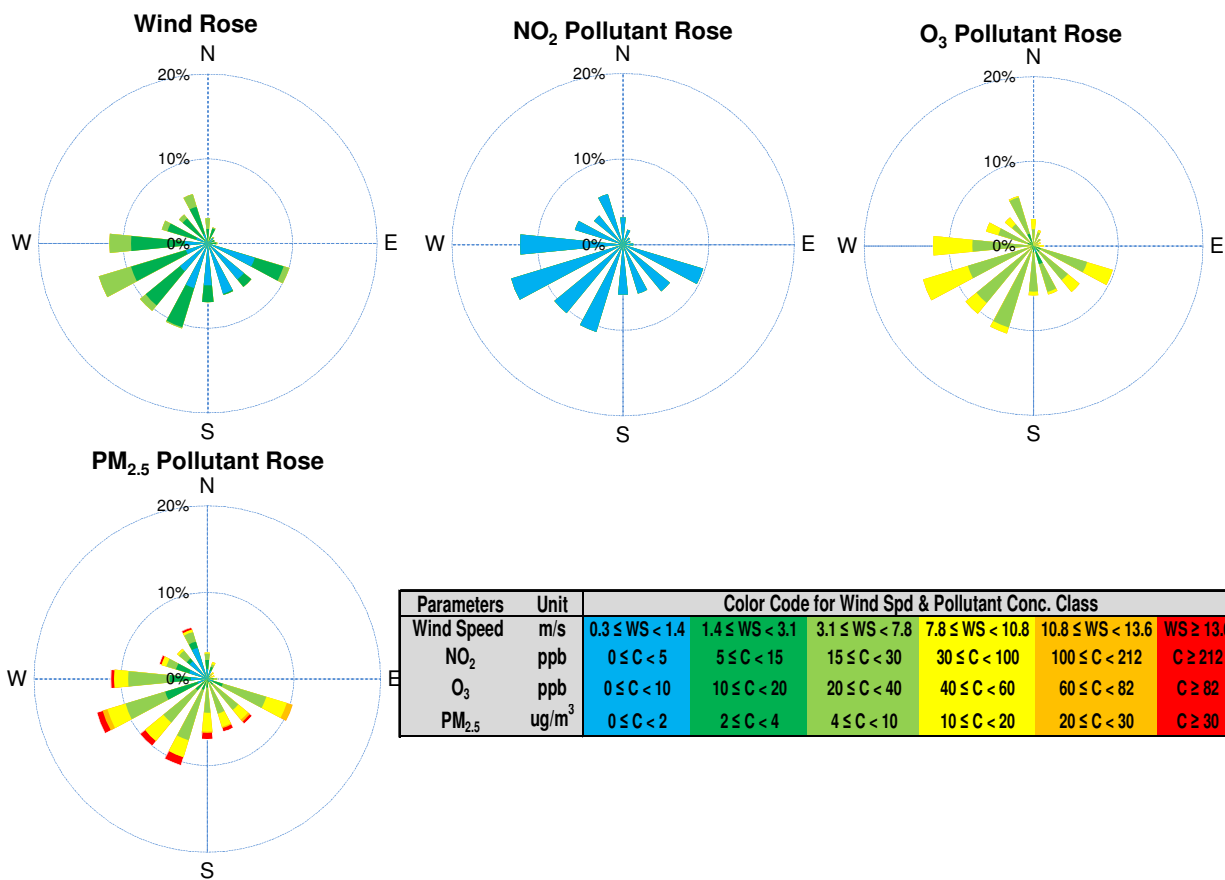 Wind Rose
N
20%
10%
0%
W
E
S
NO₂ Pollutant Rose
N
20%
10%
0%
W
E
S
O₃ Pollutant Rose
N
20%
10%
0%
W
E
S
PM₂.₅ Pollutant Rose
N
20%
10%
0%
W
E
S
Parameters Unit Color Code for Wind Spd & Pollutant Conc. Class
Wind Speed m/s 0.3 ≤ WS < 1.4 1.4 ≤ WS < 3.1 3.1 ≤ WS < 7.8 7.8 ≤ WS < 10.8 10.8 ≤ WS < 13.6 WS ≥ 13.
NO₂ ppb 0 ≤ C < 5 5 ≤ C < 15 15 ≤ C < 30 30 ≤ C < 100 100 ≤ C < 212 C ≥ 212
O₃ ppb 0 ≤ C < 10 10 ≤ C < 20 20 ≤ C < 40 40 ≤ C < 60 60 ≤ C < 82 C ≥ 82
PM₂.₅ ug/m³ 0 ≤ C < 2 2 ≤ C < 4 4 ≤ C < 10 10 ≤ C < 20 20 ≤ C < 30 C ≥ 30